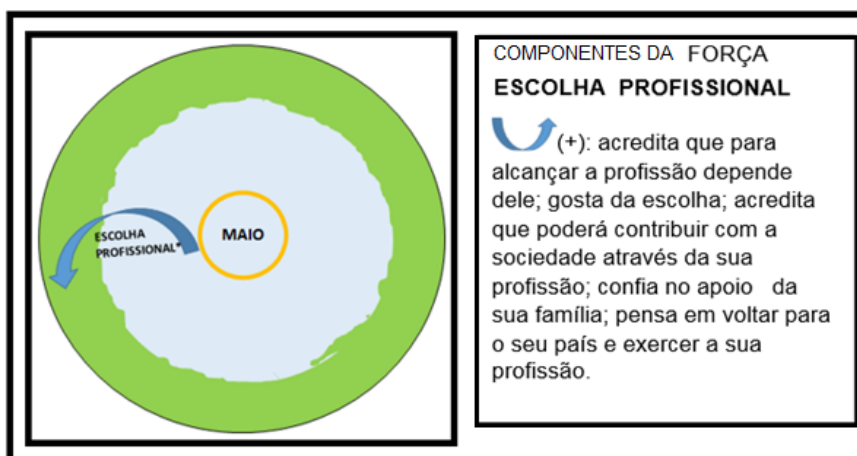 ESCOLHA
PROFISSIONAL*
MAIO
COMPONENTES DA FORÇA
ESCOLHA PROFISSIONAL
(+): acredita que para
alcançar a profissão depende
dele; gosta da escolha; acredita
que poderá contribuir com a
sociedade através da sua
profissão; confia no apoio da
sua família; pensa em voltar para
o seu país e exercer a sua
profissão.